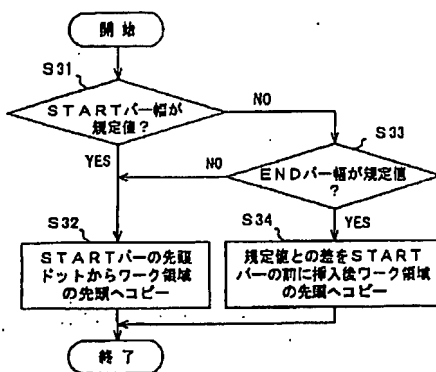 開始
S31
STARTバー幅が
規定値?
NO
S33
YES
NO
ENDバー幅が規定値
?
S32
S34
YES
STARTバーの先頭
ドットからワーク領域
の先頭へコピー
規定値との差をSTART
バーの前に挿入後ワーク領域
の先頭へコピー
終了